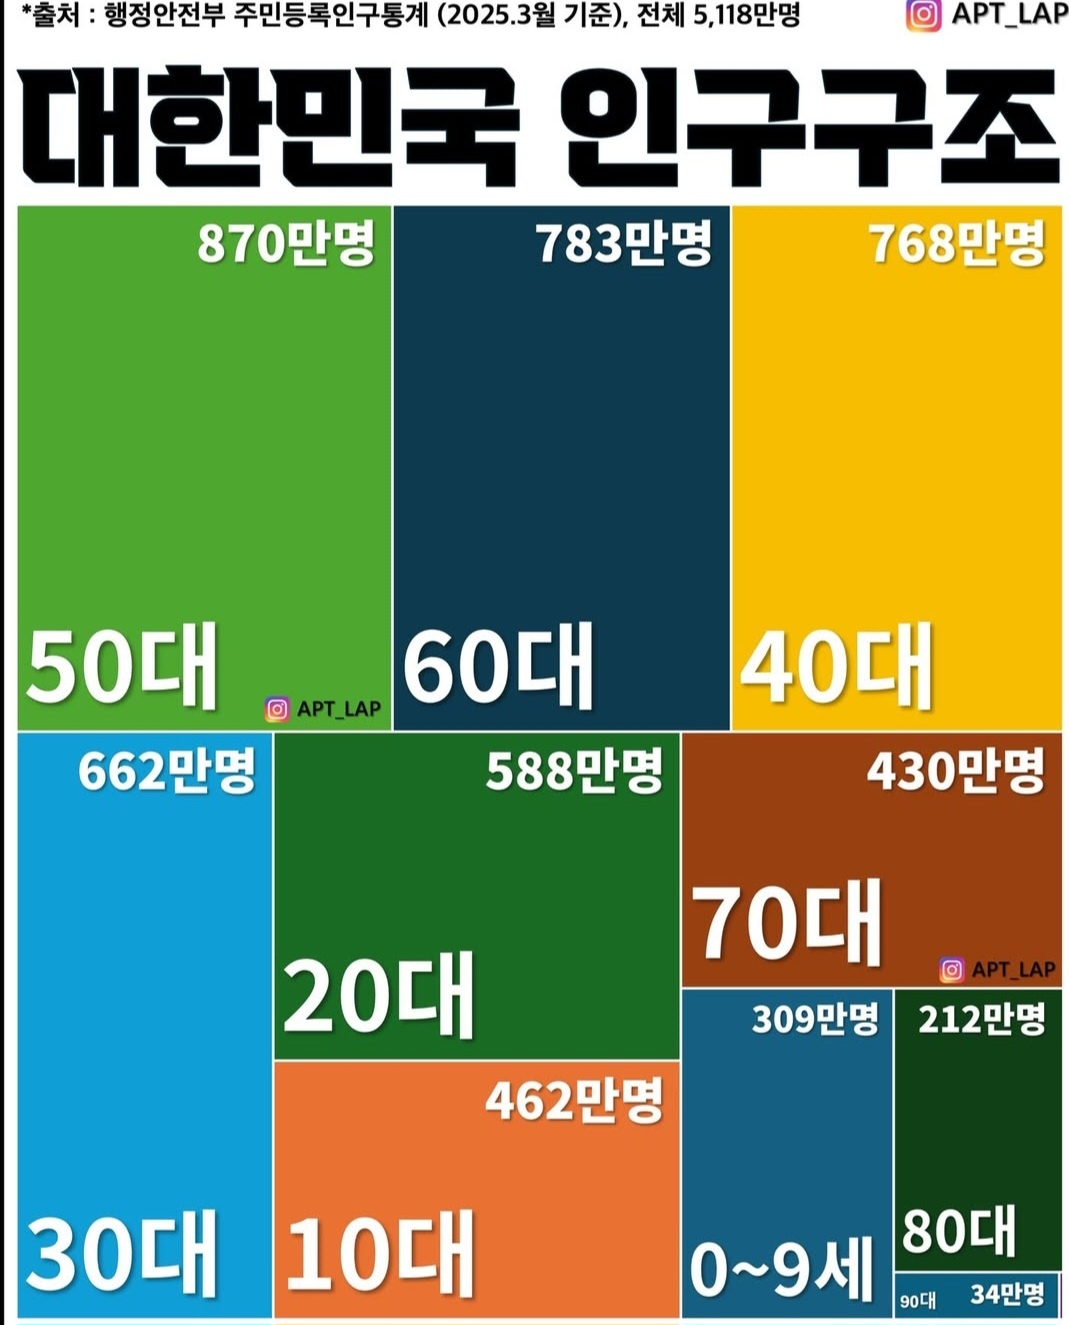 *출처 : 행정안전부 주민등록인구통계 (2025.3월 기준), 전체 5,118만명
APT_LAP
대한민국 인구구조
870만명
50대
APT_LAP
783만명
60대
768만명
40대
662만명
30대
588만명
20대
430만명
70대
APT_LAP
462만명
10대
309만명
0~9세
212만명
80대
90대 34만명